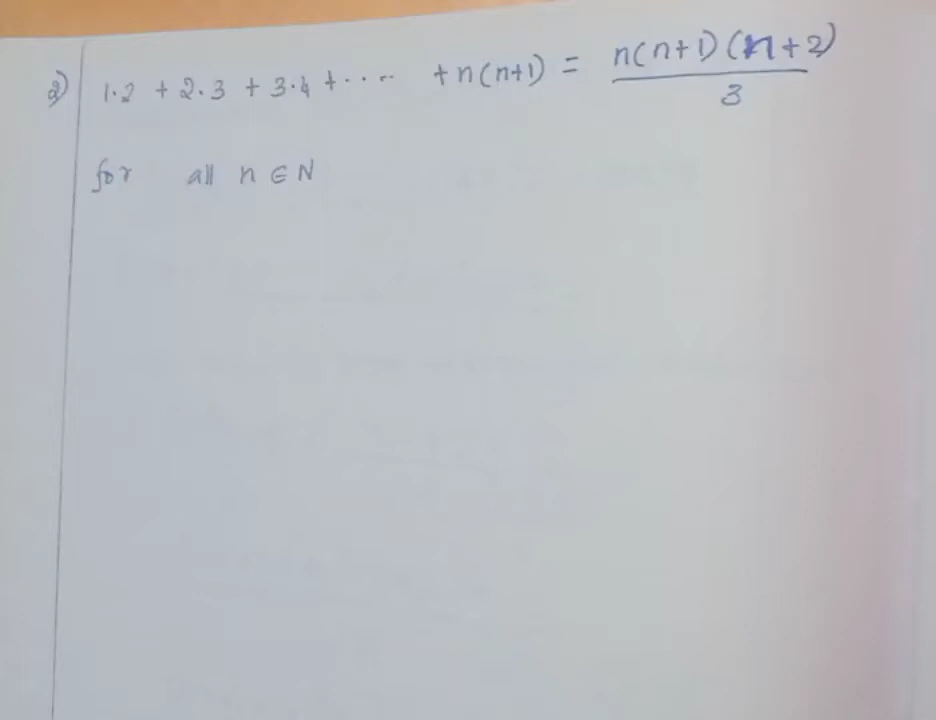 2) 1.2 + 2.3 + 3.4 + ..... + n(n+1) = n(n+1)(n+2) / 3
for all n ∈ N